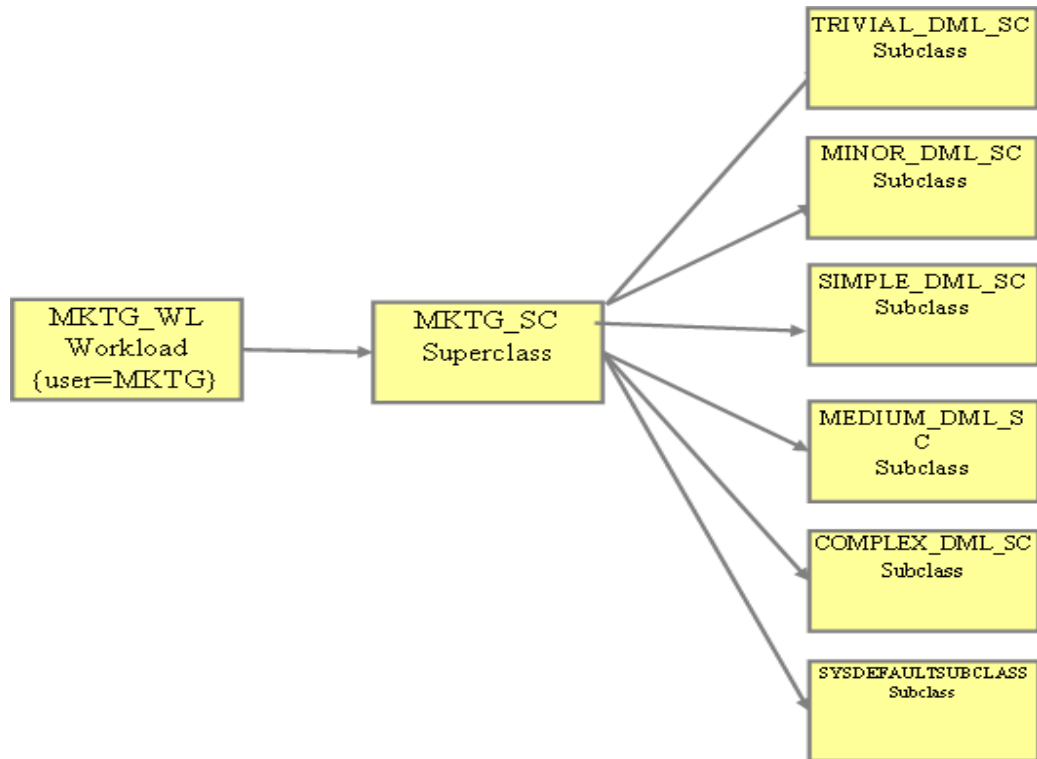 TRIVIAL_DML_SC
Subclass
MINOR_DML_SC
Subclass
SIMPLE_DML_SC
Subclass
MKTG_WL
Workload
{user=MKTG}
MKTG_SC
Superclass
MEDIUM_DML_S
C
Subclass
COMPLEX_DML_SC
Subclass
SYSDEFAULTSUBCLASS
Subclass